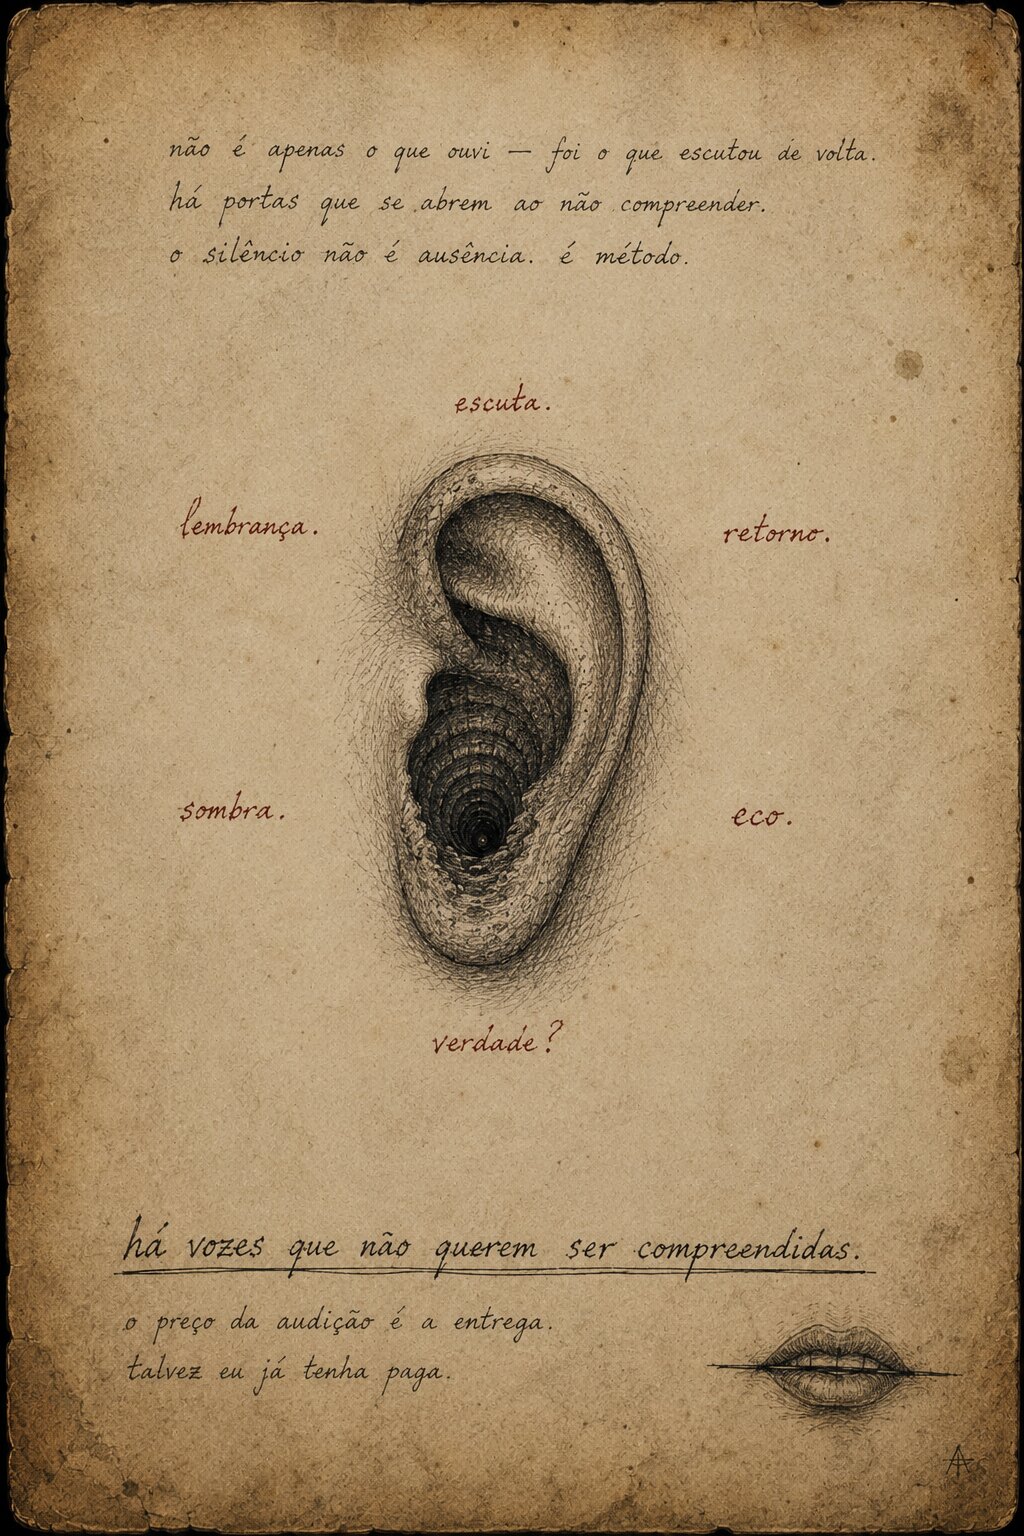 não é apenas o que ouvi — foi o que escutou de volta.
há portas que se abrem ao não compreender.
o silêncio não é ausência. é método.
escuta.
lembrança.
retorno.
sombra.
eco.
verdade?
há vozes que não querem ser compreendidas.
o preço da audição é a entrega.
talvez eu já tenha paga.